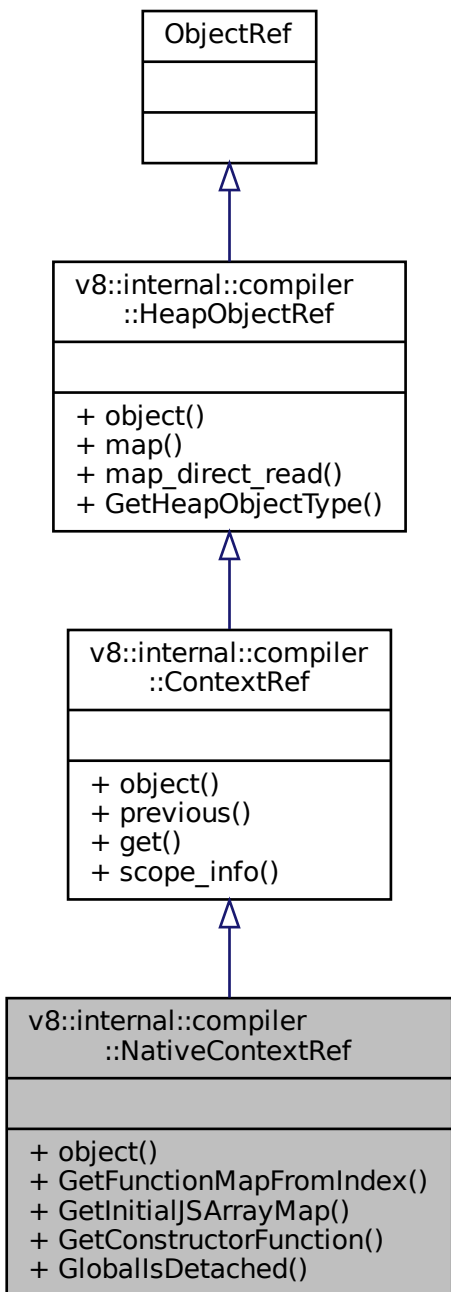 ObjectRef
v8::internal::compiler
::HeapObjectRef
+ object()
+ map()
+ map_direct_read()
+ GetHeapObjectType()
v8::internal::compiler
::ContextRef
+ object()
+ previous()
+ get()
+ scope_info()
v8::internal::compiler
::NativeContextRef
+ object()
+ GetFunctionMapFromIndex()
+ GetInitialJSArrayMap()
+ GetConstructorFunction()
+ GlobalIsDetached()